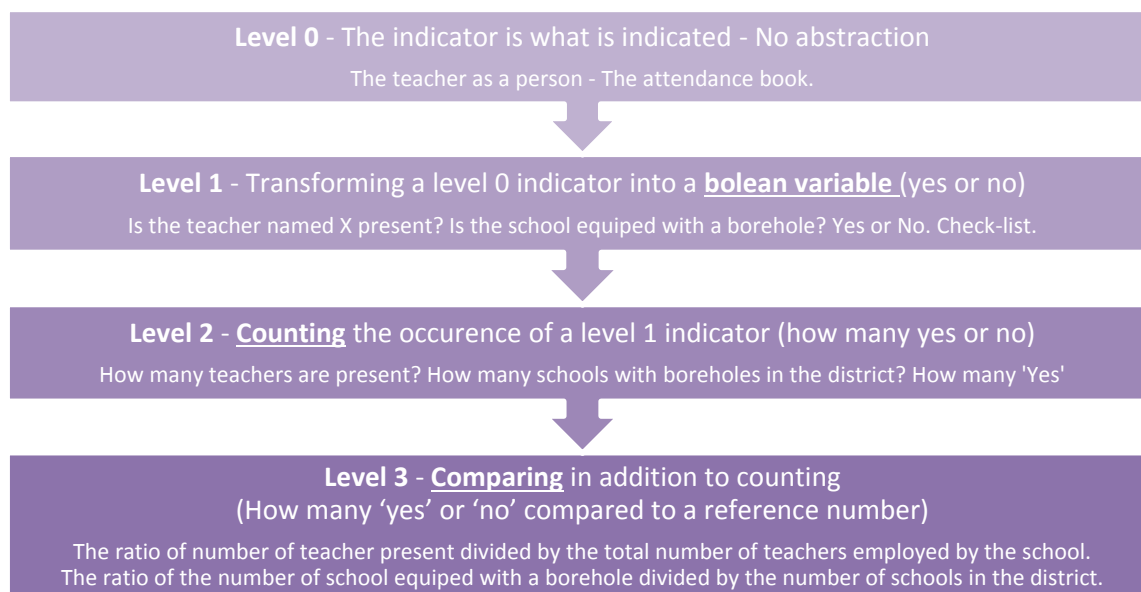 Level 0 - The indicator is what is indicated - No abstraction
The teacher as a person - The attendance book.
Level 1 - Transforming a level 0 indicator into a bolean variable (yes or no)
Is the teacher named X present? Is the school equiped with a borehole? Yes or No. Check-list.
Level 2 - Counting the occurence of a level 1 indicator (how many yes or no)
How many teachers are present? How many schools with boreholes in the district? How many 'Yes'
Level 3 - Comparing in addition to counting
(How many ‘yes’ or ‘no’ compared to a reference number)
The ratio of number of teacher present divided by the total number of teachers employed by the school.
The ratio of the number of school equiped with a borehole divided by the number of schools in the district.